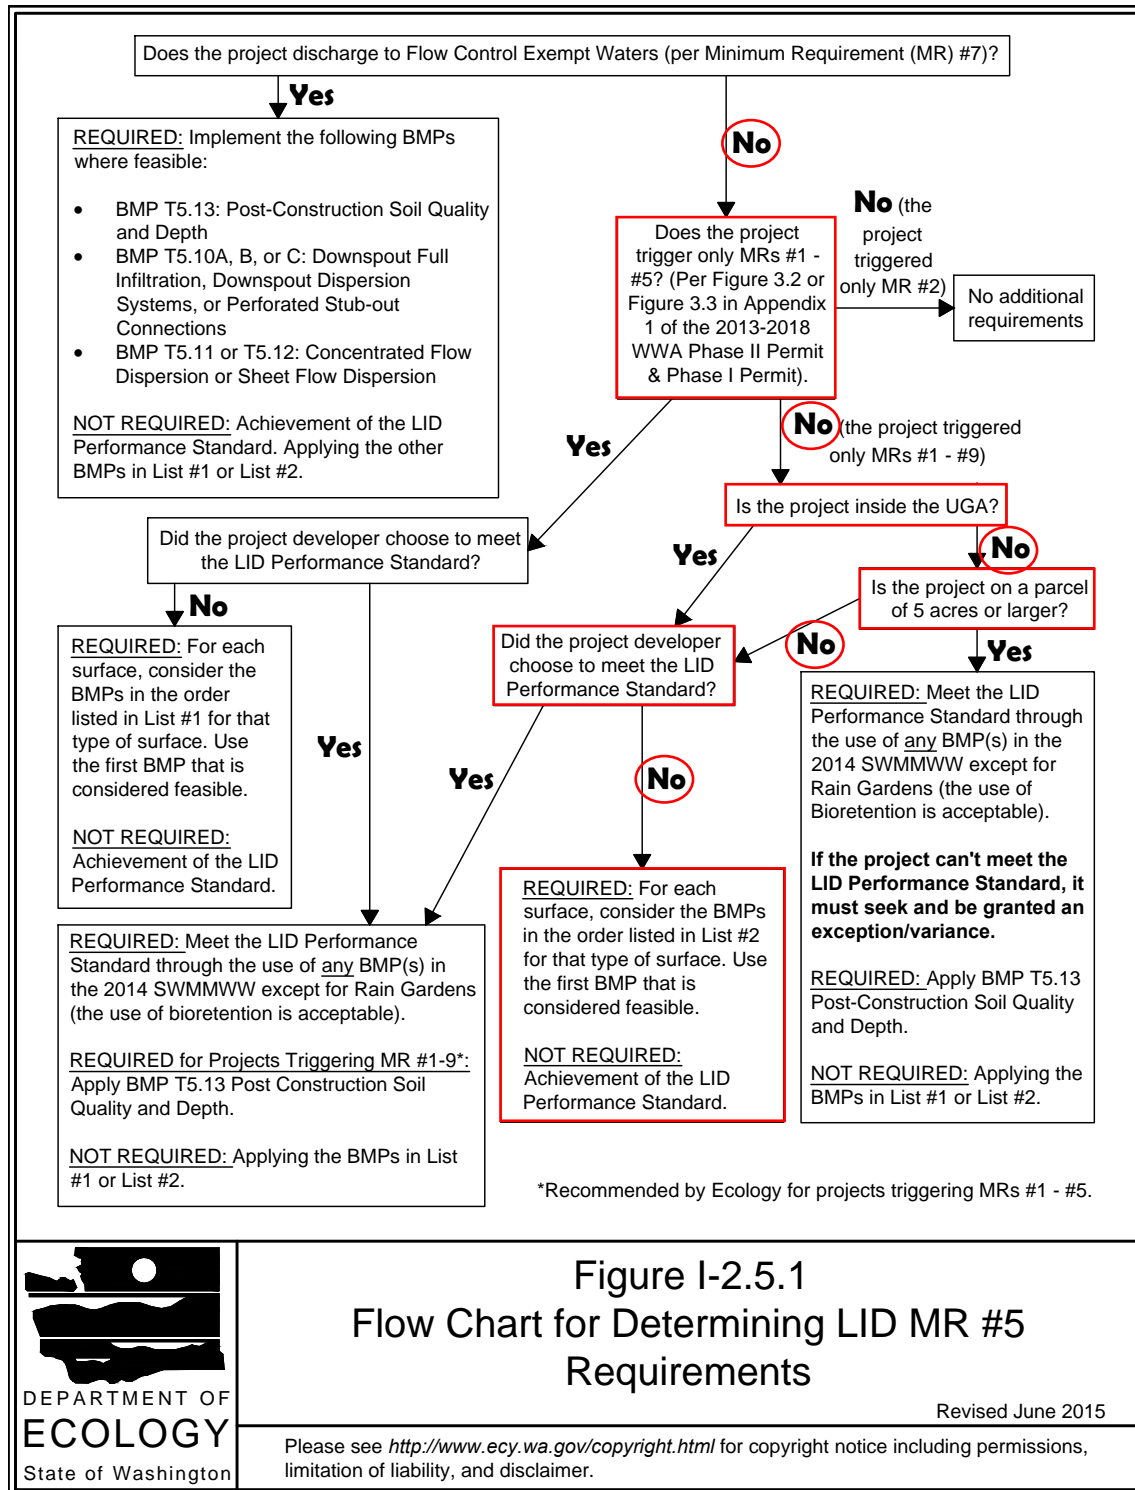 Does the project discharge to Flow Control Exempt Waters (per Minimum Requirement (MR) #7)?
Yes
No
REQUIRED: Implement the following BMPs
where feasible:
• BMP T5.13: Post-Construction Soil Quality
and Depth
• BMP T5.10A, B, or C: Downspout Full
Infiltration, Downspout Dispersion
Systems, or Perforated Stub-out
Connections
• BMP T5.11 or T5.12: Concentrated Flow
Dispersion or Sheet Flow Dispersion
NOT REQUIRED: Achievement of the LID
Performance Standard. Applying the other
BMPs in List #1 or List #2.
Does the project
trigger only MRs #1 -
#5? (Per Figure 3.2 or
Figure 3.3 in Appendix
1 of the 2013-2018
WWA Phase II Permit
& Phase I Permit).
No (the
project
triggered
only MR #2)
No additional
requirements
Yes
No (the project triggered
only MRs #1 - #9)
Is the project inside the UGA?
Did the project developer choose to meet
the LID Performance Standard?
Yes
No
Is the project on a parcel
of 5 acres or larger?
No
REQUIRED: For each
surface, consider the
BMPs in the order
listed in List #1 for that
type of surface. Use
the first BMP that is
considered feasible.
NOT REQUIRED:
Achievement of the LID
Performance Standard.
Yes
Did the project developer
choose to meet the LID
Performance Standard?
No
Yes
Yes
No
REQUIRED: Meet the LID
Performance Standard through
the use of any BMP(s) in the
2014 SWMMWW except for
Rain Gardens (the use of
Bioretention is acceptable).
If the project can't meet the
LID Performance Standard, it
must seek and be granted an
exception/variance.
REQUIRED: Apply BMP T5.13
Post-Construction Soil Quality
and Depth.
NOT REQUIRED: Applying the
BMPs in List #1 or List #2.
REQUIRED: For each
surface, consider the BMPs
in the order listed in List #2
for that type of surface. Use
the first BMP that is
considered feasible.
NOT REQUIRED:
Achievement of the LID
Performance Standard.
REQUIRED: Meet the LID Performance
Standard through the use of any BMP(s) in
the 2014 SWMMWW except for Rain Gardens
(the use of bioretention is acceptable).
REQUIRED for Projects Triggering MR #1-9*:
Apply BMP T5.13 Post Construction Soil
Quality and Depth.
NOT REQUIRED: Applying the BMPs in List
#1 or List #2.
*Recommended by Ecology for projects triggering MRs #1 - #5.
DEPARTMENT OF
ECOLOGY
State of Washington
Figure I-2.5.1
Flow Chart for Determining LID MR #5
Requirements
Revised June 2015
Please see http://www.ecy.wa.gov/copyright.html for copyright notice including permissions,
limitation of liability, and disclaimer.